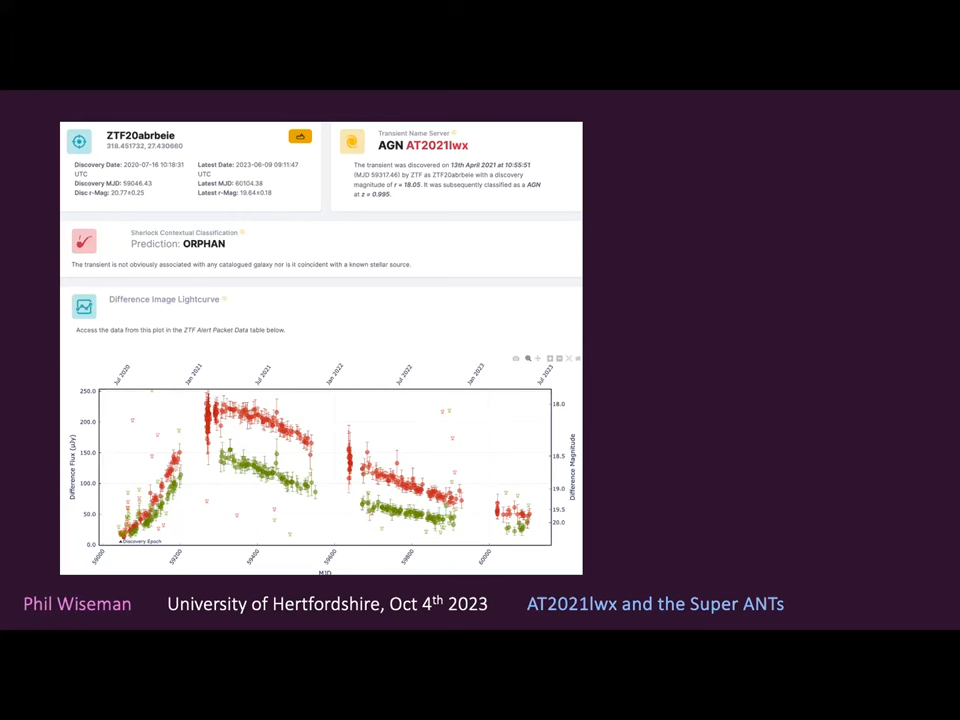 ZTF20abrbeie
318.451732, 27.430660
Discovery Date: 2020-07-16 10:18:31
UTC
Discovery MJD: 59046.43
Disc r-Mag: 20.77±0.25
Latest Date: 2023-06-09 09:11:47
UTC
Latest MJD: 60104.38
Latest r-Mag: 19.64±0.18
Transient Name Server
AGN AT2021lwx
The transient was discovered on 13th April 2021 at 10:55:51
(MJD 59317.46) by ZTF as ZTF20abrbeie with a discovery
magnitude of r = 18.05. It was subsequently classified as a AGN
at z = 0.995.
Sherlock Contextual Classification
Prediction: ORPHAN
The transient is not obviously associated with any catalogued galaxy nor is it coincident with a known stellar source.
Difference Image Lightcurve
Access the data from this plot in the ZTF Alert Packet Data table below.
Jul 2020
Jan 2021
Jul 2021
Jan 2022
Jul 2022
Jan 2023
Jul 2023
250.0
200.0
150.0
100.0
50.0
0.0
Difference Flux (μJy)
18.0
18.5
19.0
19.5
20.0
Difference Magnitude
Discovery Epoch
59000
59200
59400
59600
59800
60000
MJD
Phil Wiseman
University of Hertfordshire, Oct 4th 2023
AT2021lwx and the Super ANTs